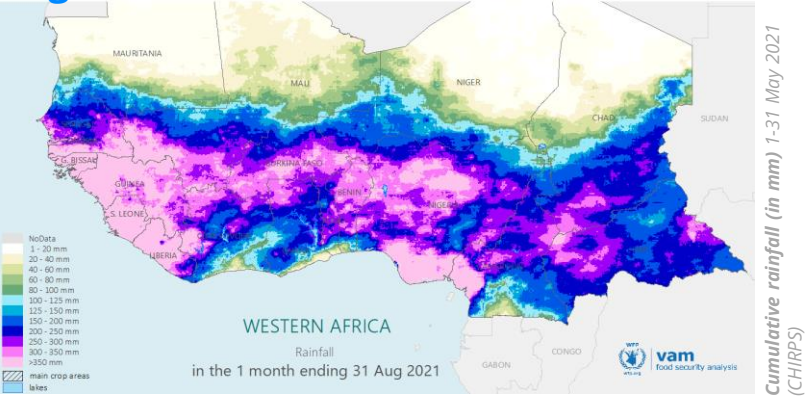 MAURITANIA
MALI
NIGER
CHAD
SUDAN
G. BISSAU
GUINEA
S. LEONE
LIBERIA
BURKINA FASO
BENIN
NIGERIA
GABON
CONGO
NoData
1 - 20 mm
20 - 40 mm
40 - 60 mm
60 - 80 mm
80 - 100 mm
100 - 125 mm
125 - 150 mm
150 - 200 mm
200 - 250 mm
250 - 300 mm
300 - 350 mm
>350 mm
main crop areas
lakes
WESTERN AFRICA
Rainfall
in the 1 month ending 31 Aug 2021
WFP
wfp.org
vam
food security analysis
Cumulative rainfall (in mm) 1-31 May 2021
(CHIRPS)